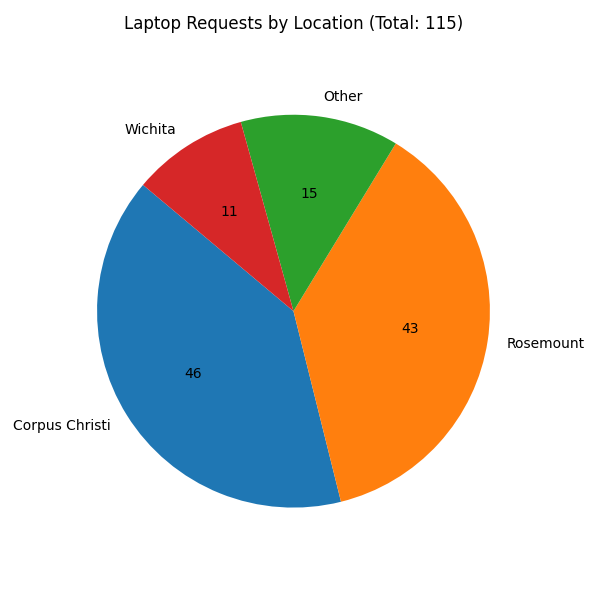 Laptop Requests by Location (Total: 115)
Other
Wichita
15
11
43
Rosemount
46
Corpus Christi